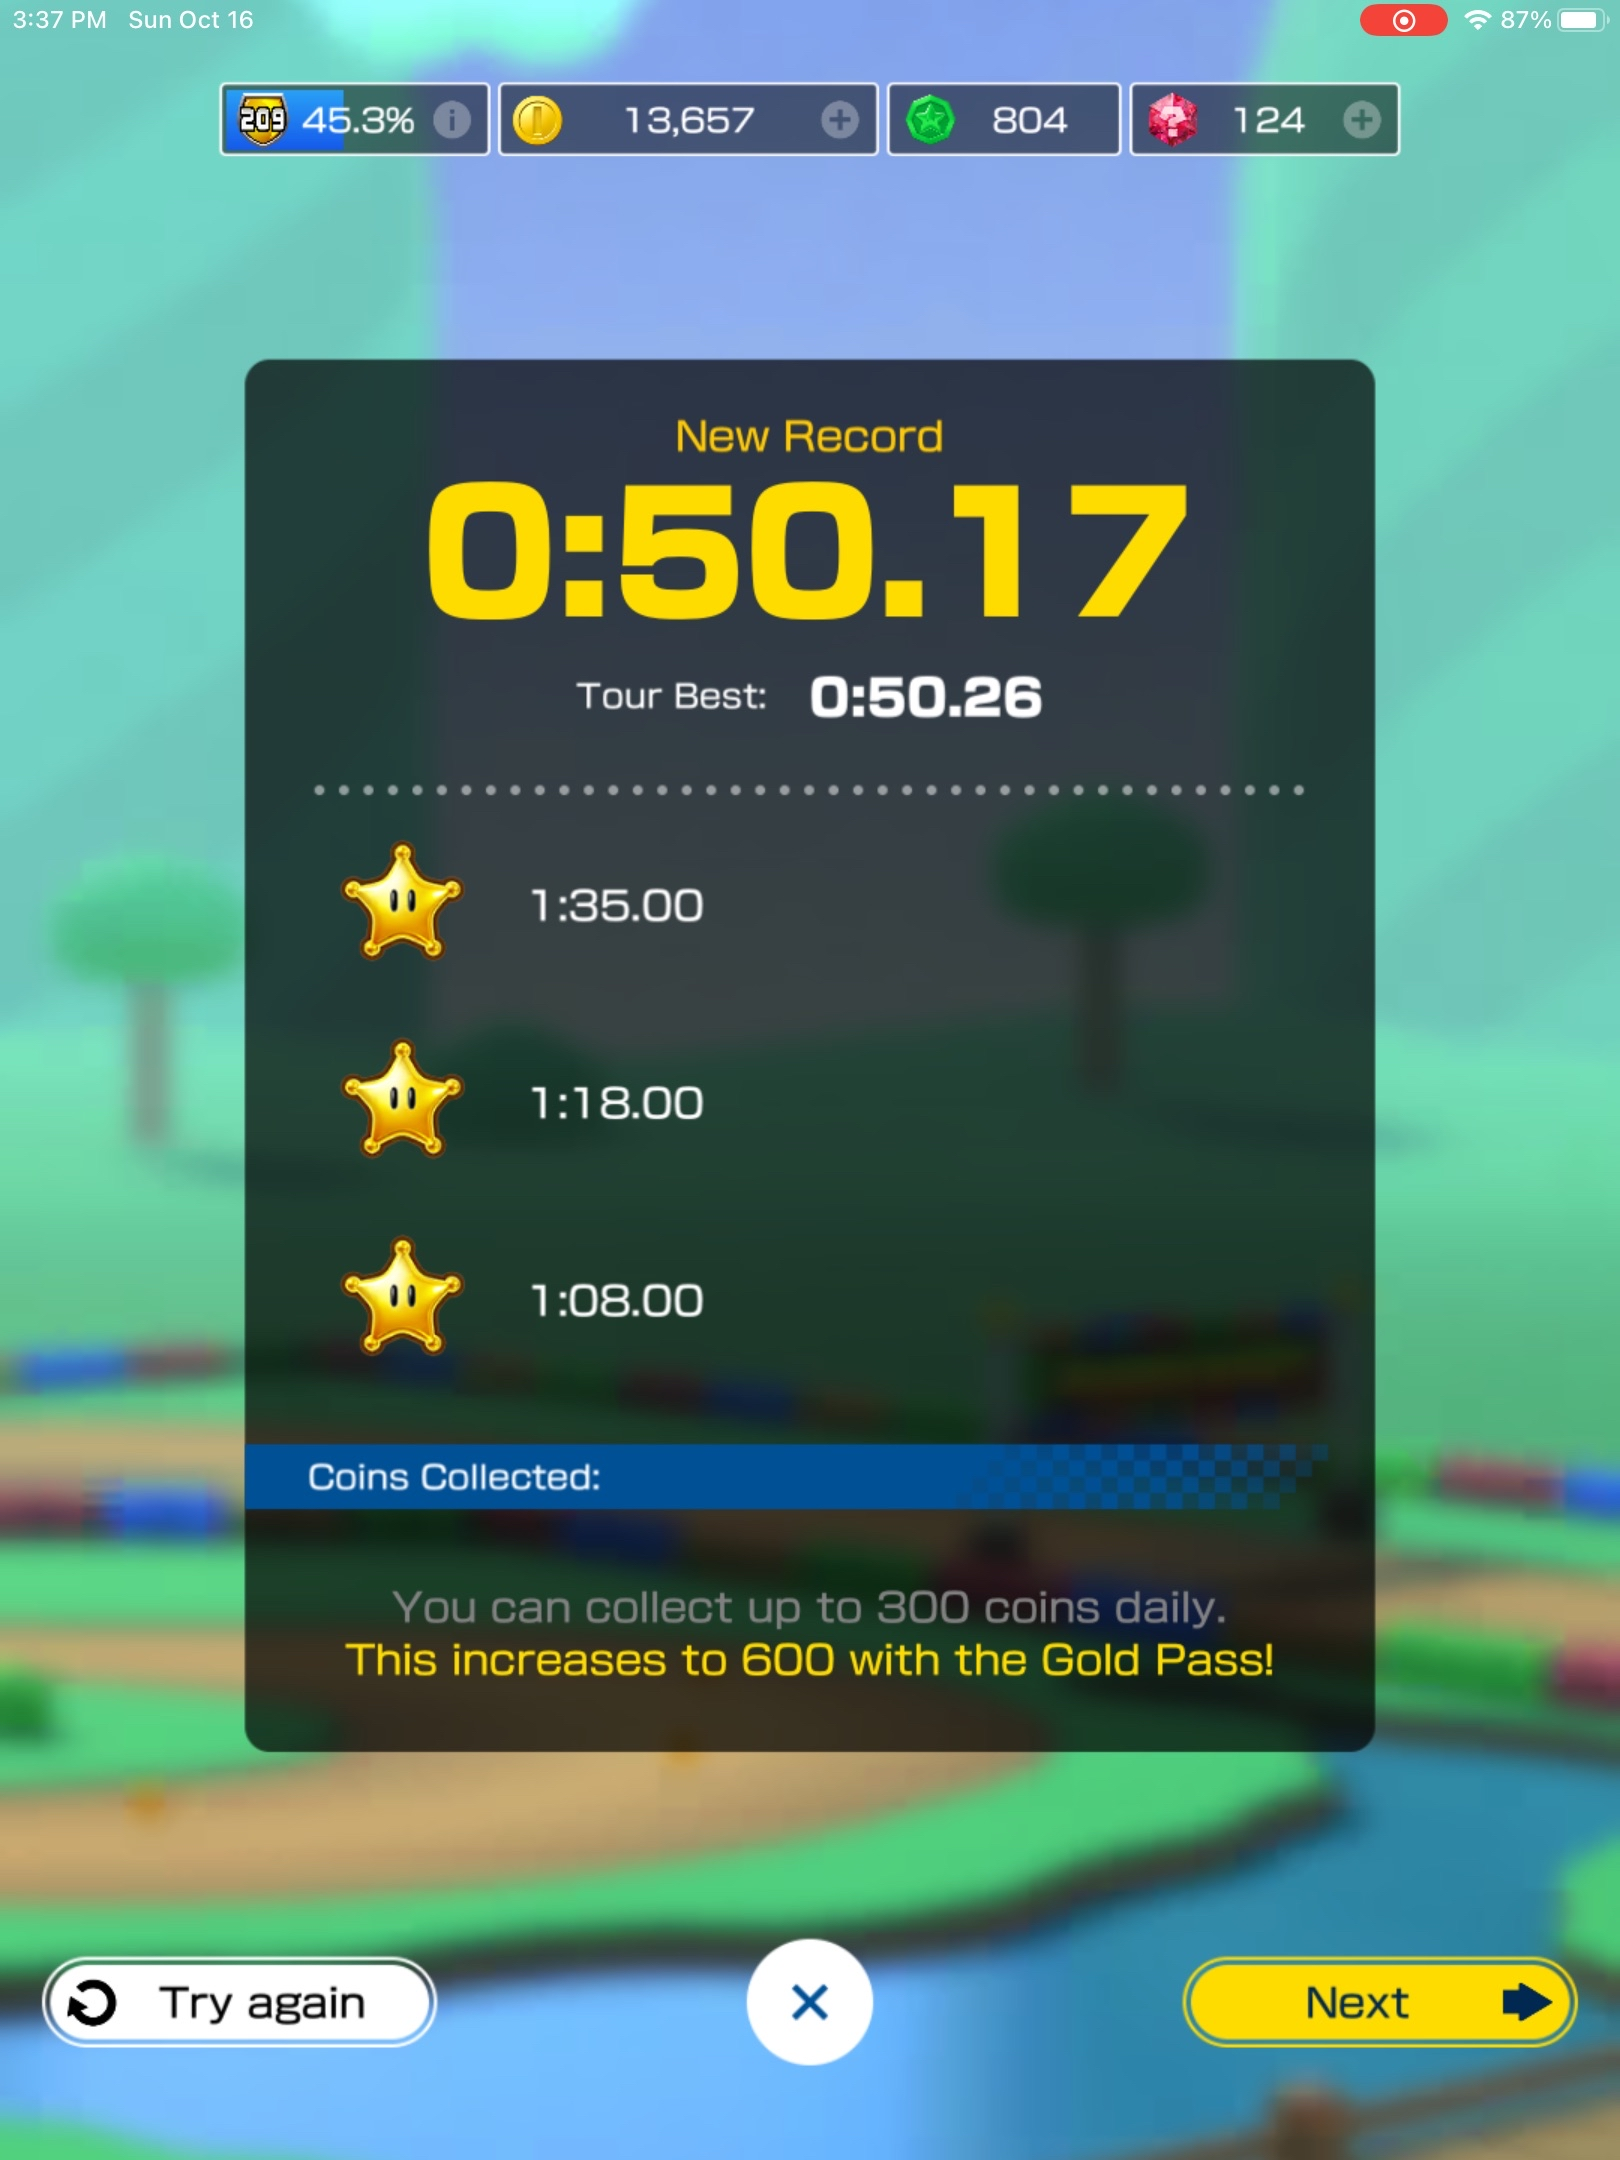 3:37 PM Sun Oct 16 87%
209 45.3% i 13,657 + 804 ? 124 +
New Record
0:50.17
Tour Best: 0:50.26
1:35.00
1:18.00
1:08.00
Coins Collected:
You can collect up to 300 coins daily.
This increases to 600 with the Gold Pass!
Try again × Next